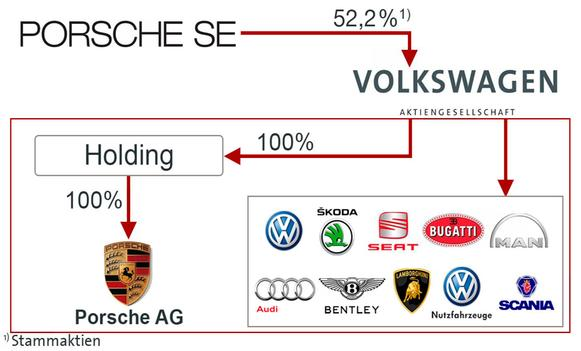 PORSCHE SE
52,2%1)
VOLKSWAGEN
AKTIENGESELLSCHAFT
Holding
100%
100%
PORSCHE
Porsche AG
ŠKODA
SEAT
BUGATTI
MAN
Audi
BENTLEY
LAMBORGHINI
Nutzfahrzeuge
SCANIA
1) Stammaktien